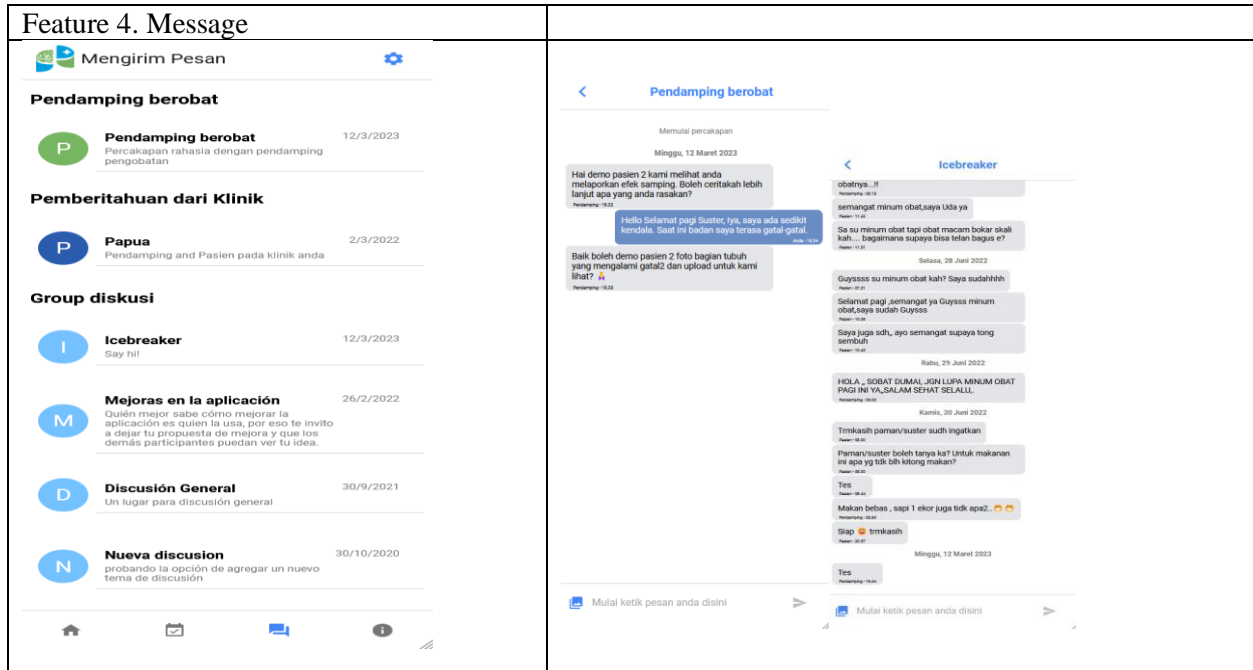 Feature 4. Message
Mengirim Pesan
Pendamping berobat
P
Pendamping berobat
12/3/2023
Percakapan rahasia dengan pendamping
pengobatan
Pemberitahuan dari Klinik
P
Papua
2/3/2022
Pendamping and Pasien pada klinik anda
Group diskusi
I
Icebreaker
12/3/2023
Say hi!
M
Mejoras en la aplicación
26/2/2022
Quién mejor sabe cómo mejorar la
aplicación es quien la usa, por eso te invito
a dejar tu propuesta de mejora y que los
demás participantes puedan ver tu idea.
D
Discusión General
30/9/2021
Un lugar para discusión general
N
Nueva discusion
30/10/2020
probando la opción de agregar un nuevo
tema de discusión
Pendamping berobat
Memulai percakapan
Minggu, 12 Maret 2023
Hai demo pasien 2 kami melihat anda
melaporkan efek samping. Boleh ceritakah lebih
lanjut apa yang anda rasakan?
Hello Selamat pagi Suster, Iya, saya ada sedikit
kendala. Saat ini badan saya terasa gatal-gatal.
Baik boleh demo pasien 2 foto bagian tubuh
yang mengalami gatal2 dan upload untuk kami
lihat?
Mulai ketik pesan anda disini
Icebreaker
obatnya...!!
semangat minum obat,saya Uda ya
Sa su minum obat tapi obat macam bokar skali
kah.... bagaimana supaya bisa telan bagus e?
Selasa, 28 Juni 2022
Guyssss su minum obat kah? Saya sudahhhh
Selamat pagi ,semangat ya Guysss minum
obat,saya sudah Guysss
Saya juga sdh,, ayo semangat supaya tong
sembuh
Rabu, 29 Juni 2022
HOLA ,, SOBAT DUMAI, JGN LUPA MINUM OBAT
PAGI INI YA,,SALAM SEHAT SELALU,.
Kamis, 30 Juni 2022
Trmkasih paman/suster sudh ingatkan
Paman/suster boleh tanya ka? Untuk makanan
ini apa yg tdk blh kitong makan?
Tes
Makan bebas , sapi 1 ekor juga tidk apa2..
Siap trmkasih
Minggu, 12 Maret 2023
Tes
Mulai ketik pesan anda disini